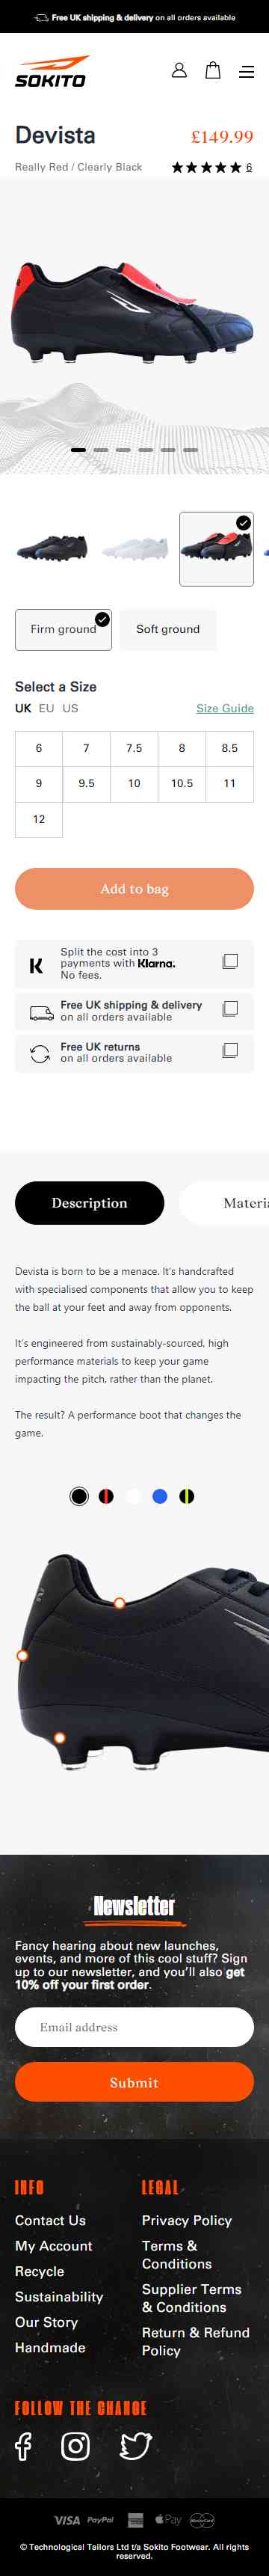 Free UK shipping & delivery on all orders available
SOKITO
Devista
£149.99
Really Red / Clearly Black
6
Firm ground
Soft ground
Select a Size
UK EU US
Size Guide
6 7 7.5 8 8.5
9 9.5 10 10.5 11
12
Add to bag
K
Split the cost into 3
payments with Klarna.
No fees.
Free UK shipping & delivery
on all orders available
Free UK returns
on all orders available
Description
Materia
Devista is born to be a menace. It's handcrafted
with specialised components that allow you to keep
the ball at your feet and away from opponents.
It's engineered from sustainably-sourced, high
performance materials to keep your game
impacting the pitch, rather than the planet.
The result? A performance boot that changes the
game.
Newsletter
Fancy hearing about new launches,
events, and more of this cool stuff? Sign
up to our newsletter, and you'll also get
10% off your first order.
Email address
Submit
INFO
Contact Us
My Account
Recycle
Sustainability
Our Story
Handmade
LEGAL
Privacy Policy
Terms &
Conditions
Supplier Terms
& Conditions
Return & Refund
Policy
FOLLOW THE CHANGE
VISA PayPal Pay
© Technological Tailors Ltd t/a Sokito Footwear. All rights
reserved.